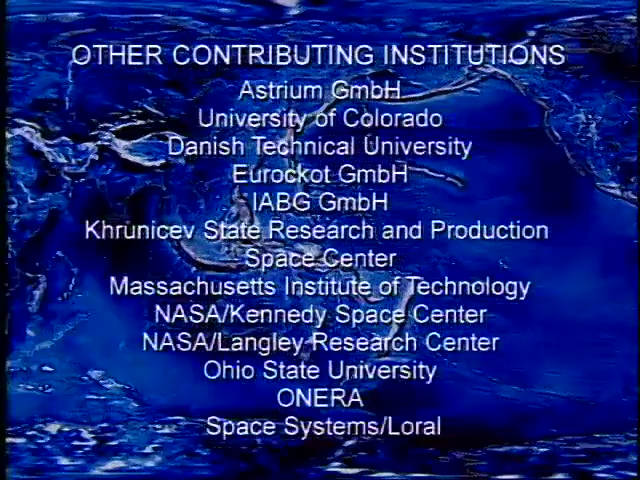 OTHER CONTRIBUTING INSTITUTIONS
Astrium GmbH
University of Colorado
Danish Technical University
Eurockot GmbH
IABG GmbH
Khrunicev State Research and Production
Space Center
Massachusetts Institute of Technology
NASA/Kennedy Space Center
NASA/Langley Research Center
Ohio State University
ONERA
Space Systems/Loral